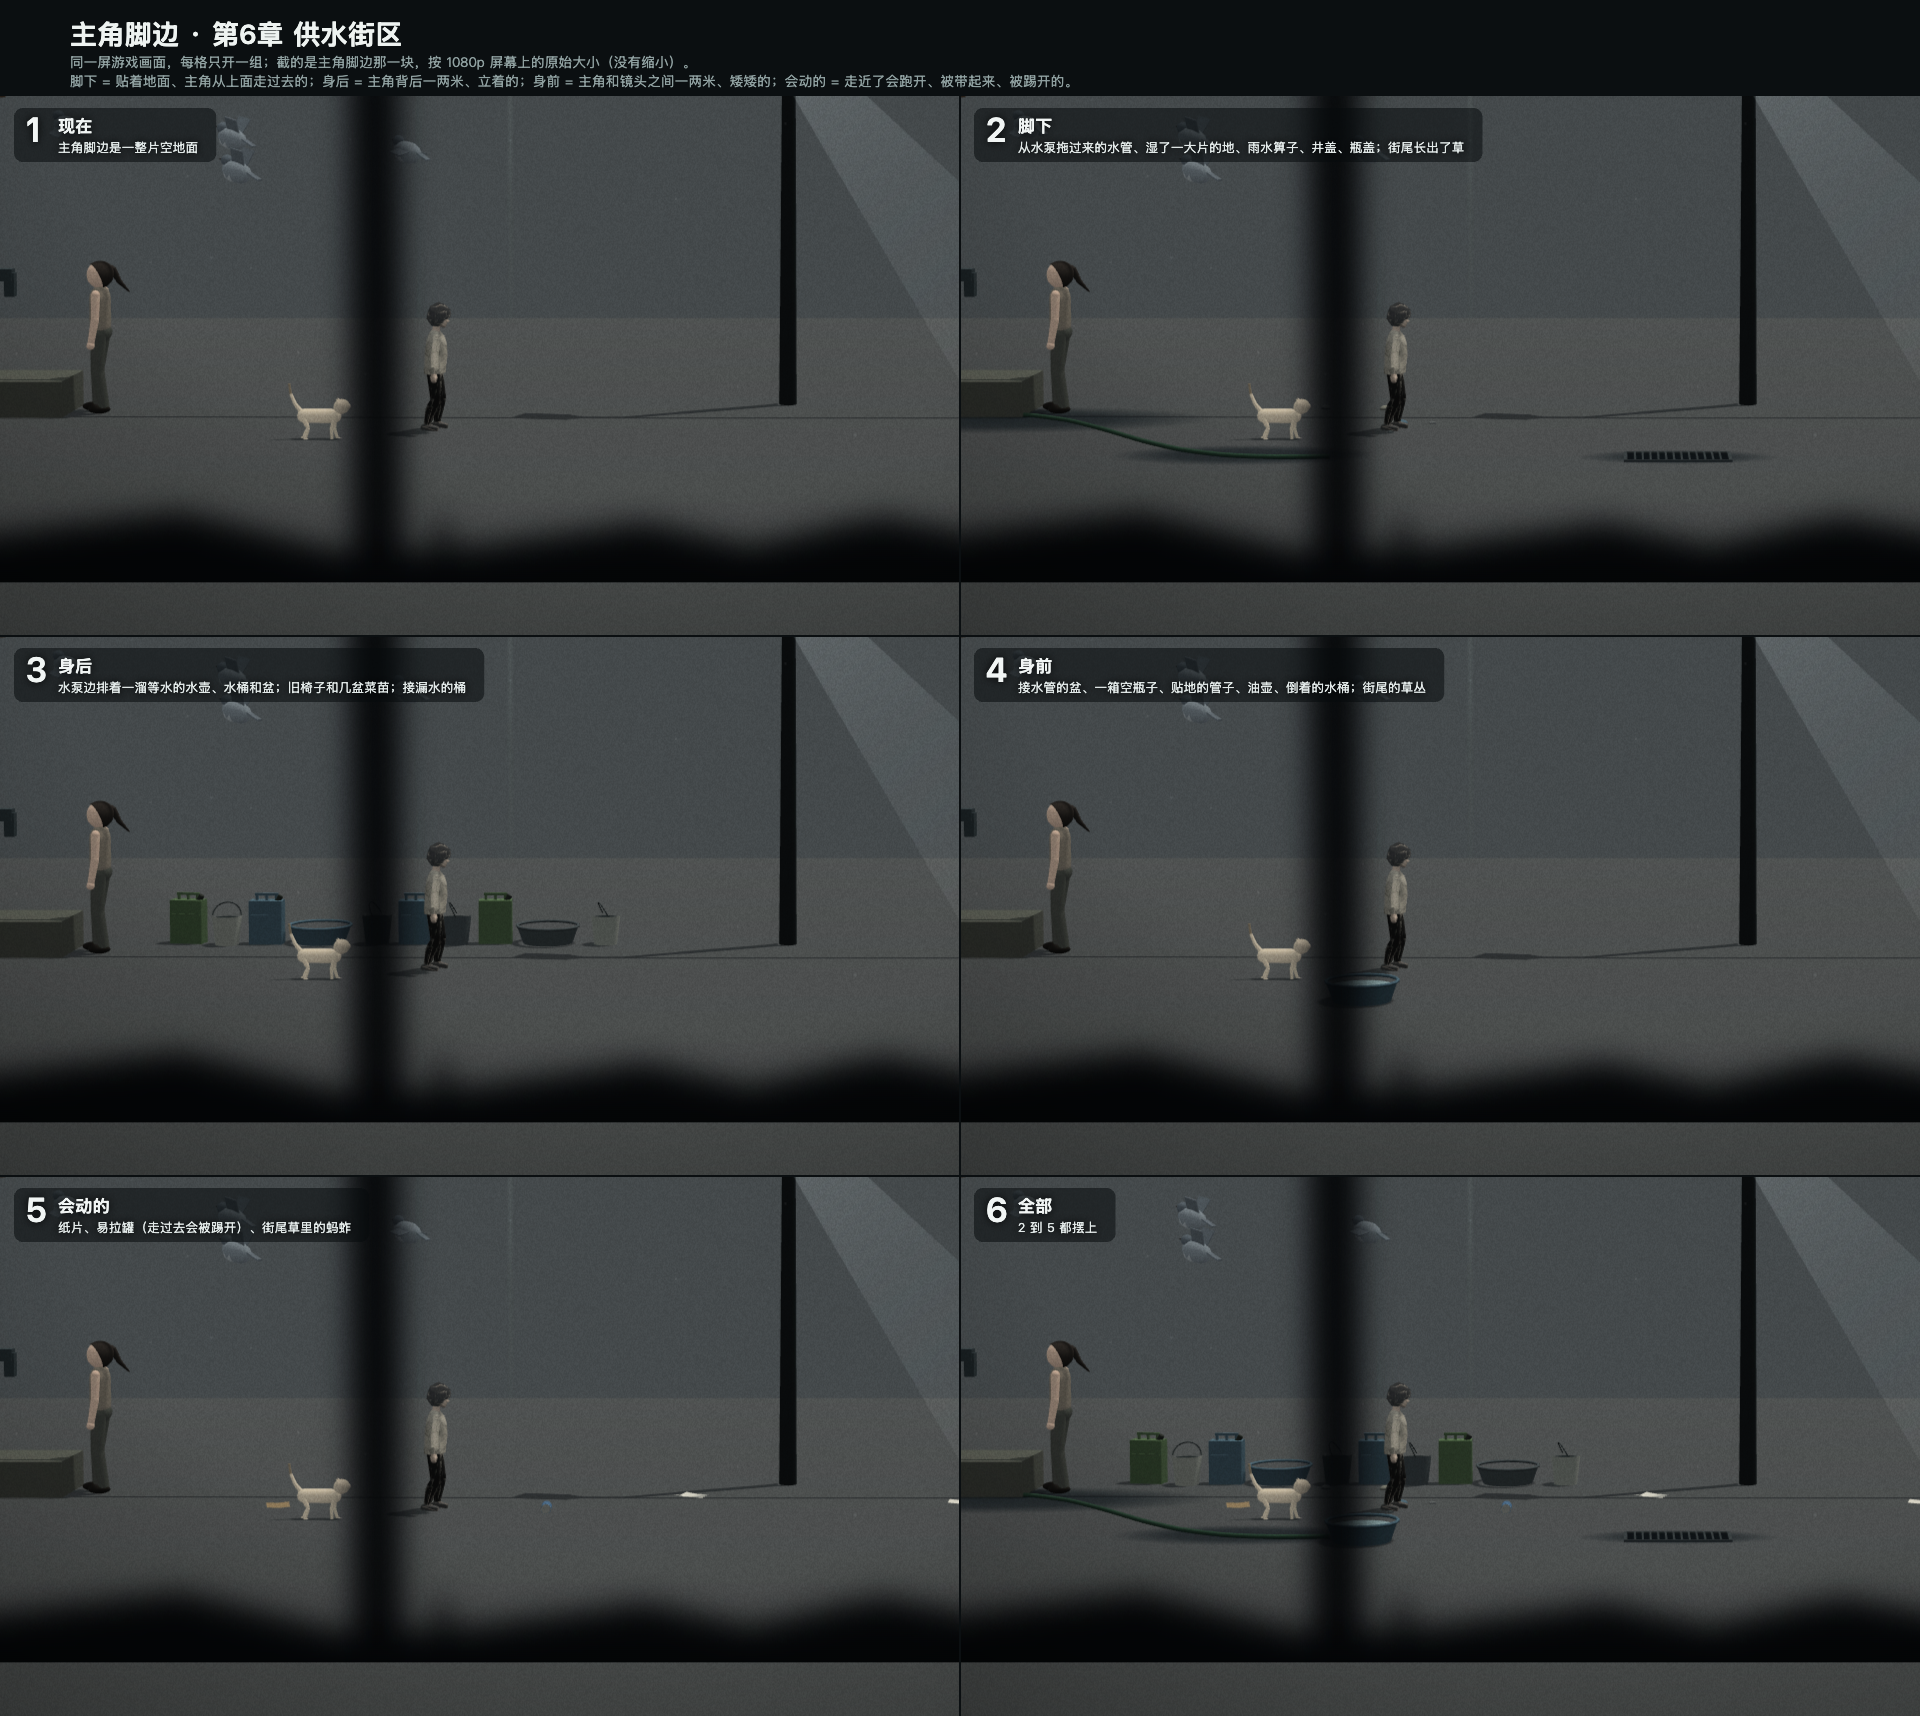 主角脚边 · 第6章 供水街区
同一屏游戏画面，每格只开一组；截的是主角脚边那一块，按 1080p 屏幕上的原始大小（没有缩小）。
脚下 = 贴着地面、主角从上面走过去的；身后 = 主角背后一两米、立着的；身前 = 主角和镜头之间一两米、矮矮的；会动的 = 走近了会跑开、被带起来、被踢开的。
1 现在
主角脚边是一整片空地面
2 脚下
从水泵拖过来的水管、湿了一大片的地、雨水箅子、井盖、瓶盖；街尾长出了草
3 身后
水泵边排着一溜等水的水壶、水桶和盆；旧椅子和几盆菜苗；接漏水的桶
4 身前
接水管的盆、一箱空瓶子、贴地的管子、油壶、倒着的水桶；街尾的草丛
5 会动的
纸片、易拉罐（走过去会被踢开）、街尾草里的蚂蚱
6 全部
2 到 5 都摆上